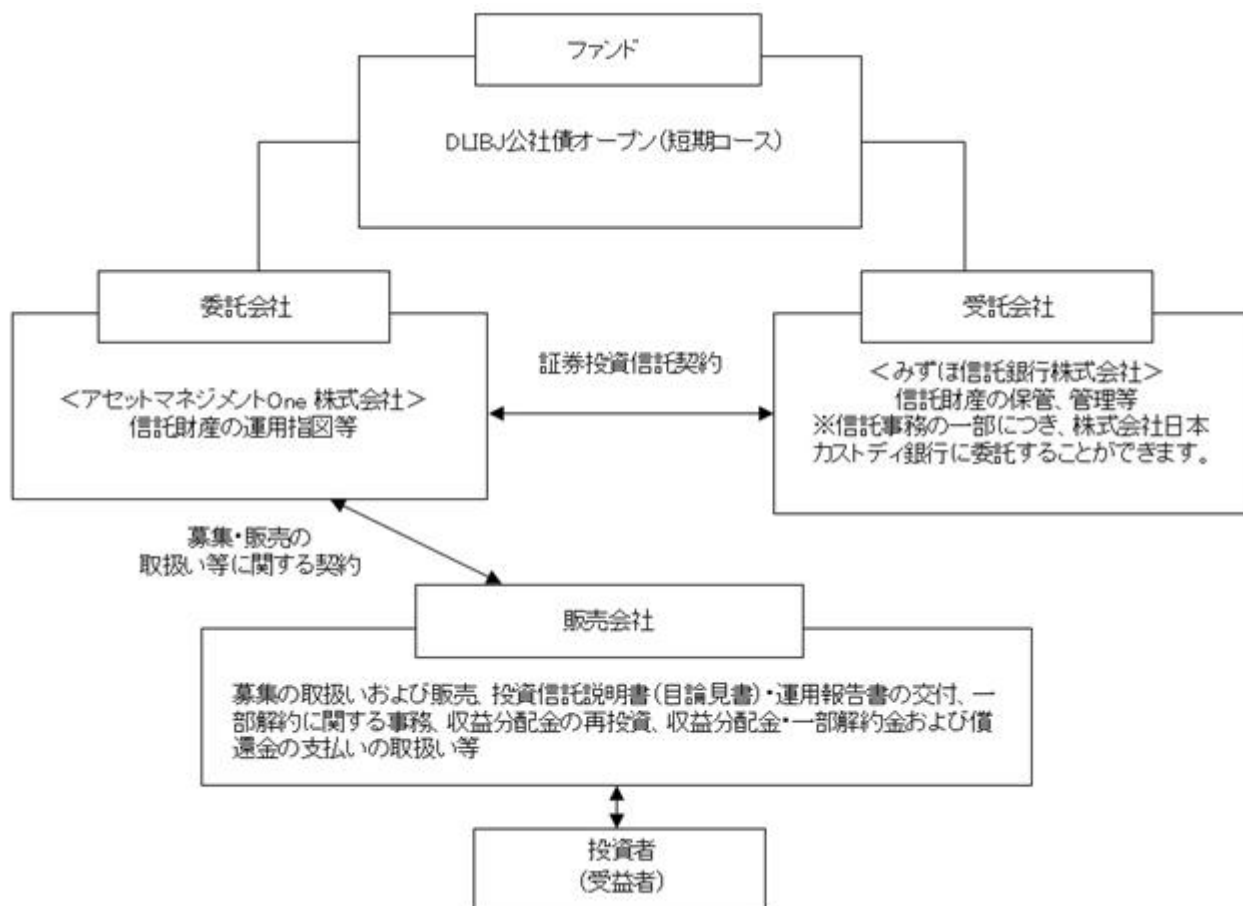 ファンド
DLIBJ公社債オープン(短期コース)
委託会社
<アセットマネジメントOne 株式会社>
信託財産の運用指図等
証券投資信託契約
受託会社
<みずほ信託銀行株式会社>
信託財産の保管、管理等
※信託事務の一部につき、株式会社日本
カストディ銀行に委託することができます。
募集・販売の
取扱い等に関する契約
販売会社
募集の取扱いおよび販売、投資信託説明書(目論見書)・運用報告書の交付、一
部解約に関する事務、収益分配金の再投資、収益分配金・一部解約金および償
還金の支払いの取扱い等
投資者
(受益者)